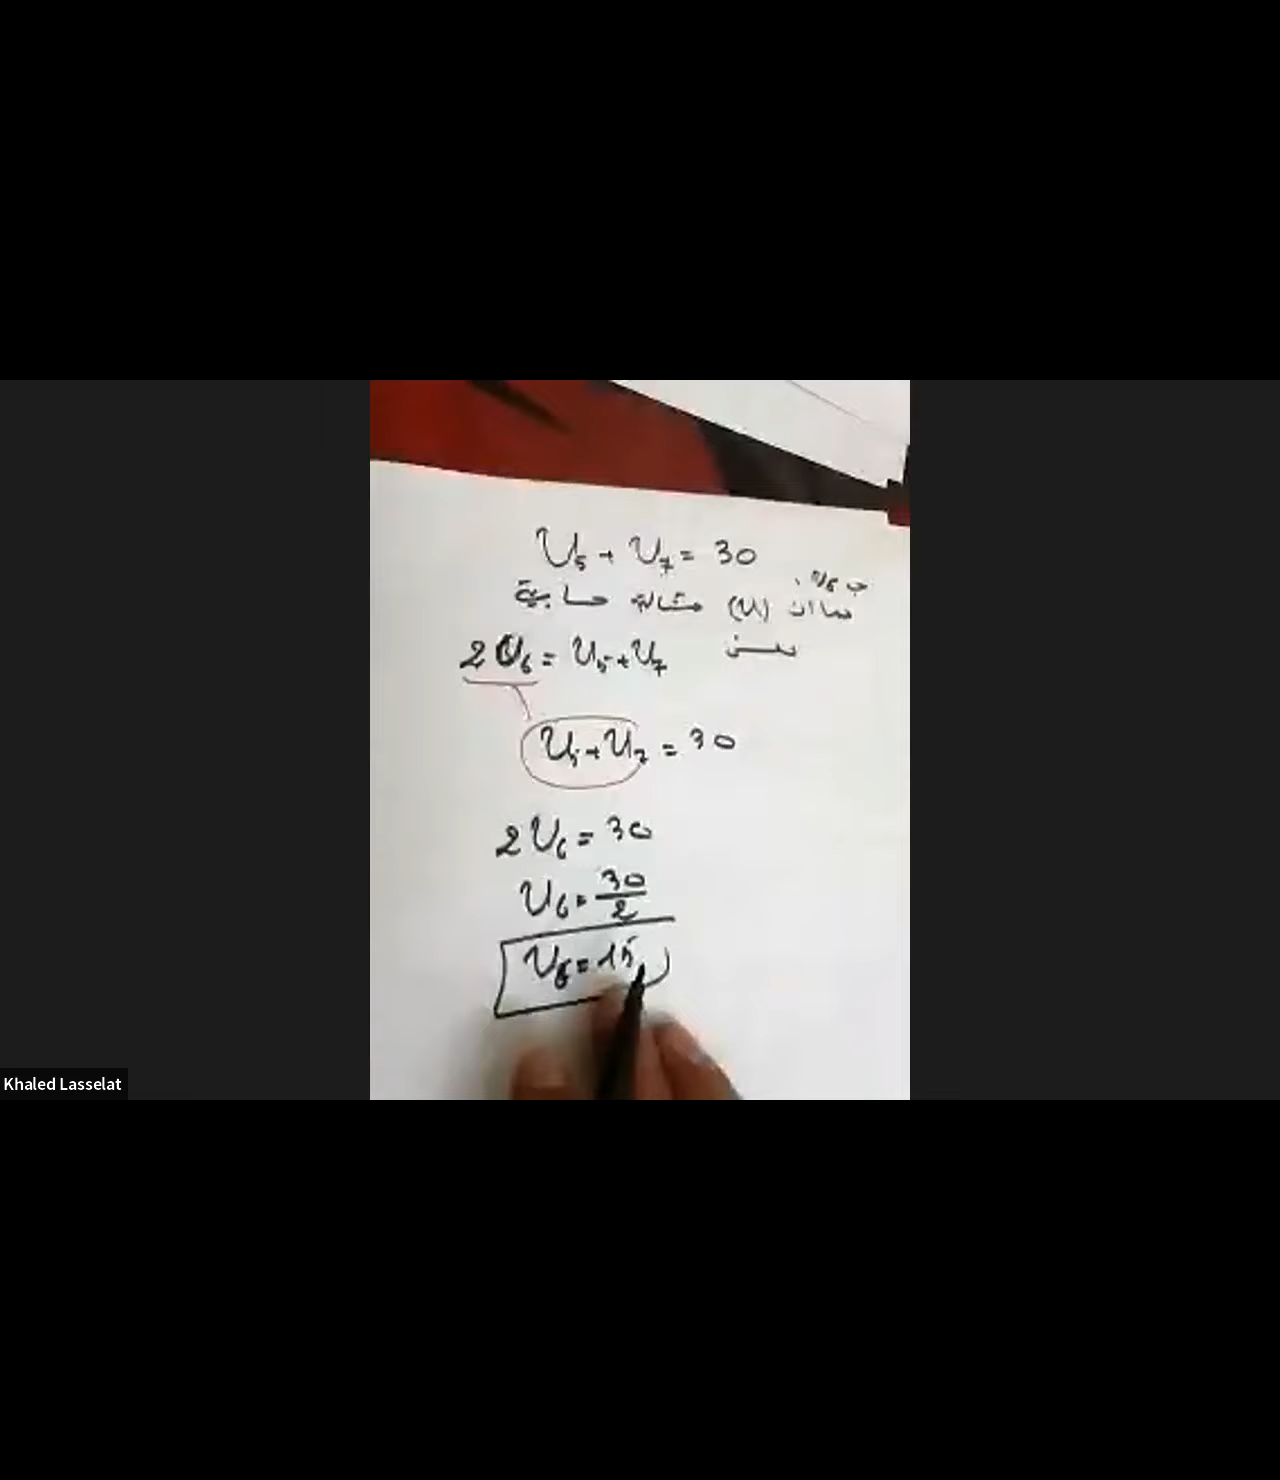 U₅ + U₇ = 30
بما ان (U) متتالية حسابية
2U₆ = U₅ + U₇
U₅ + U₇ = 30
2U₆ = 30
U₆ = 30/2
U₆ = 15
Khaled Lasselat